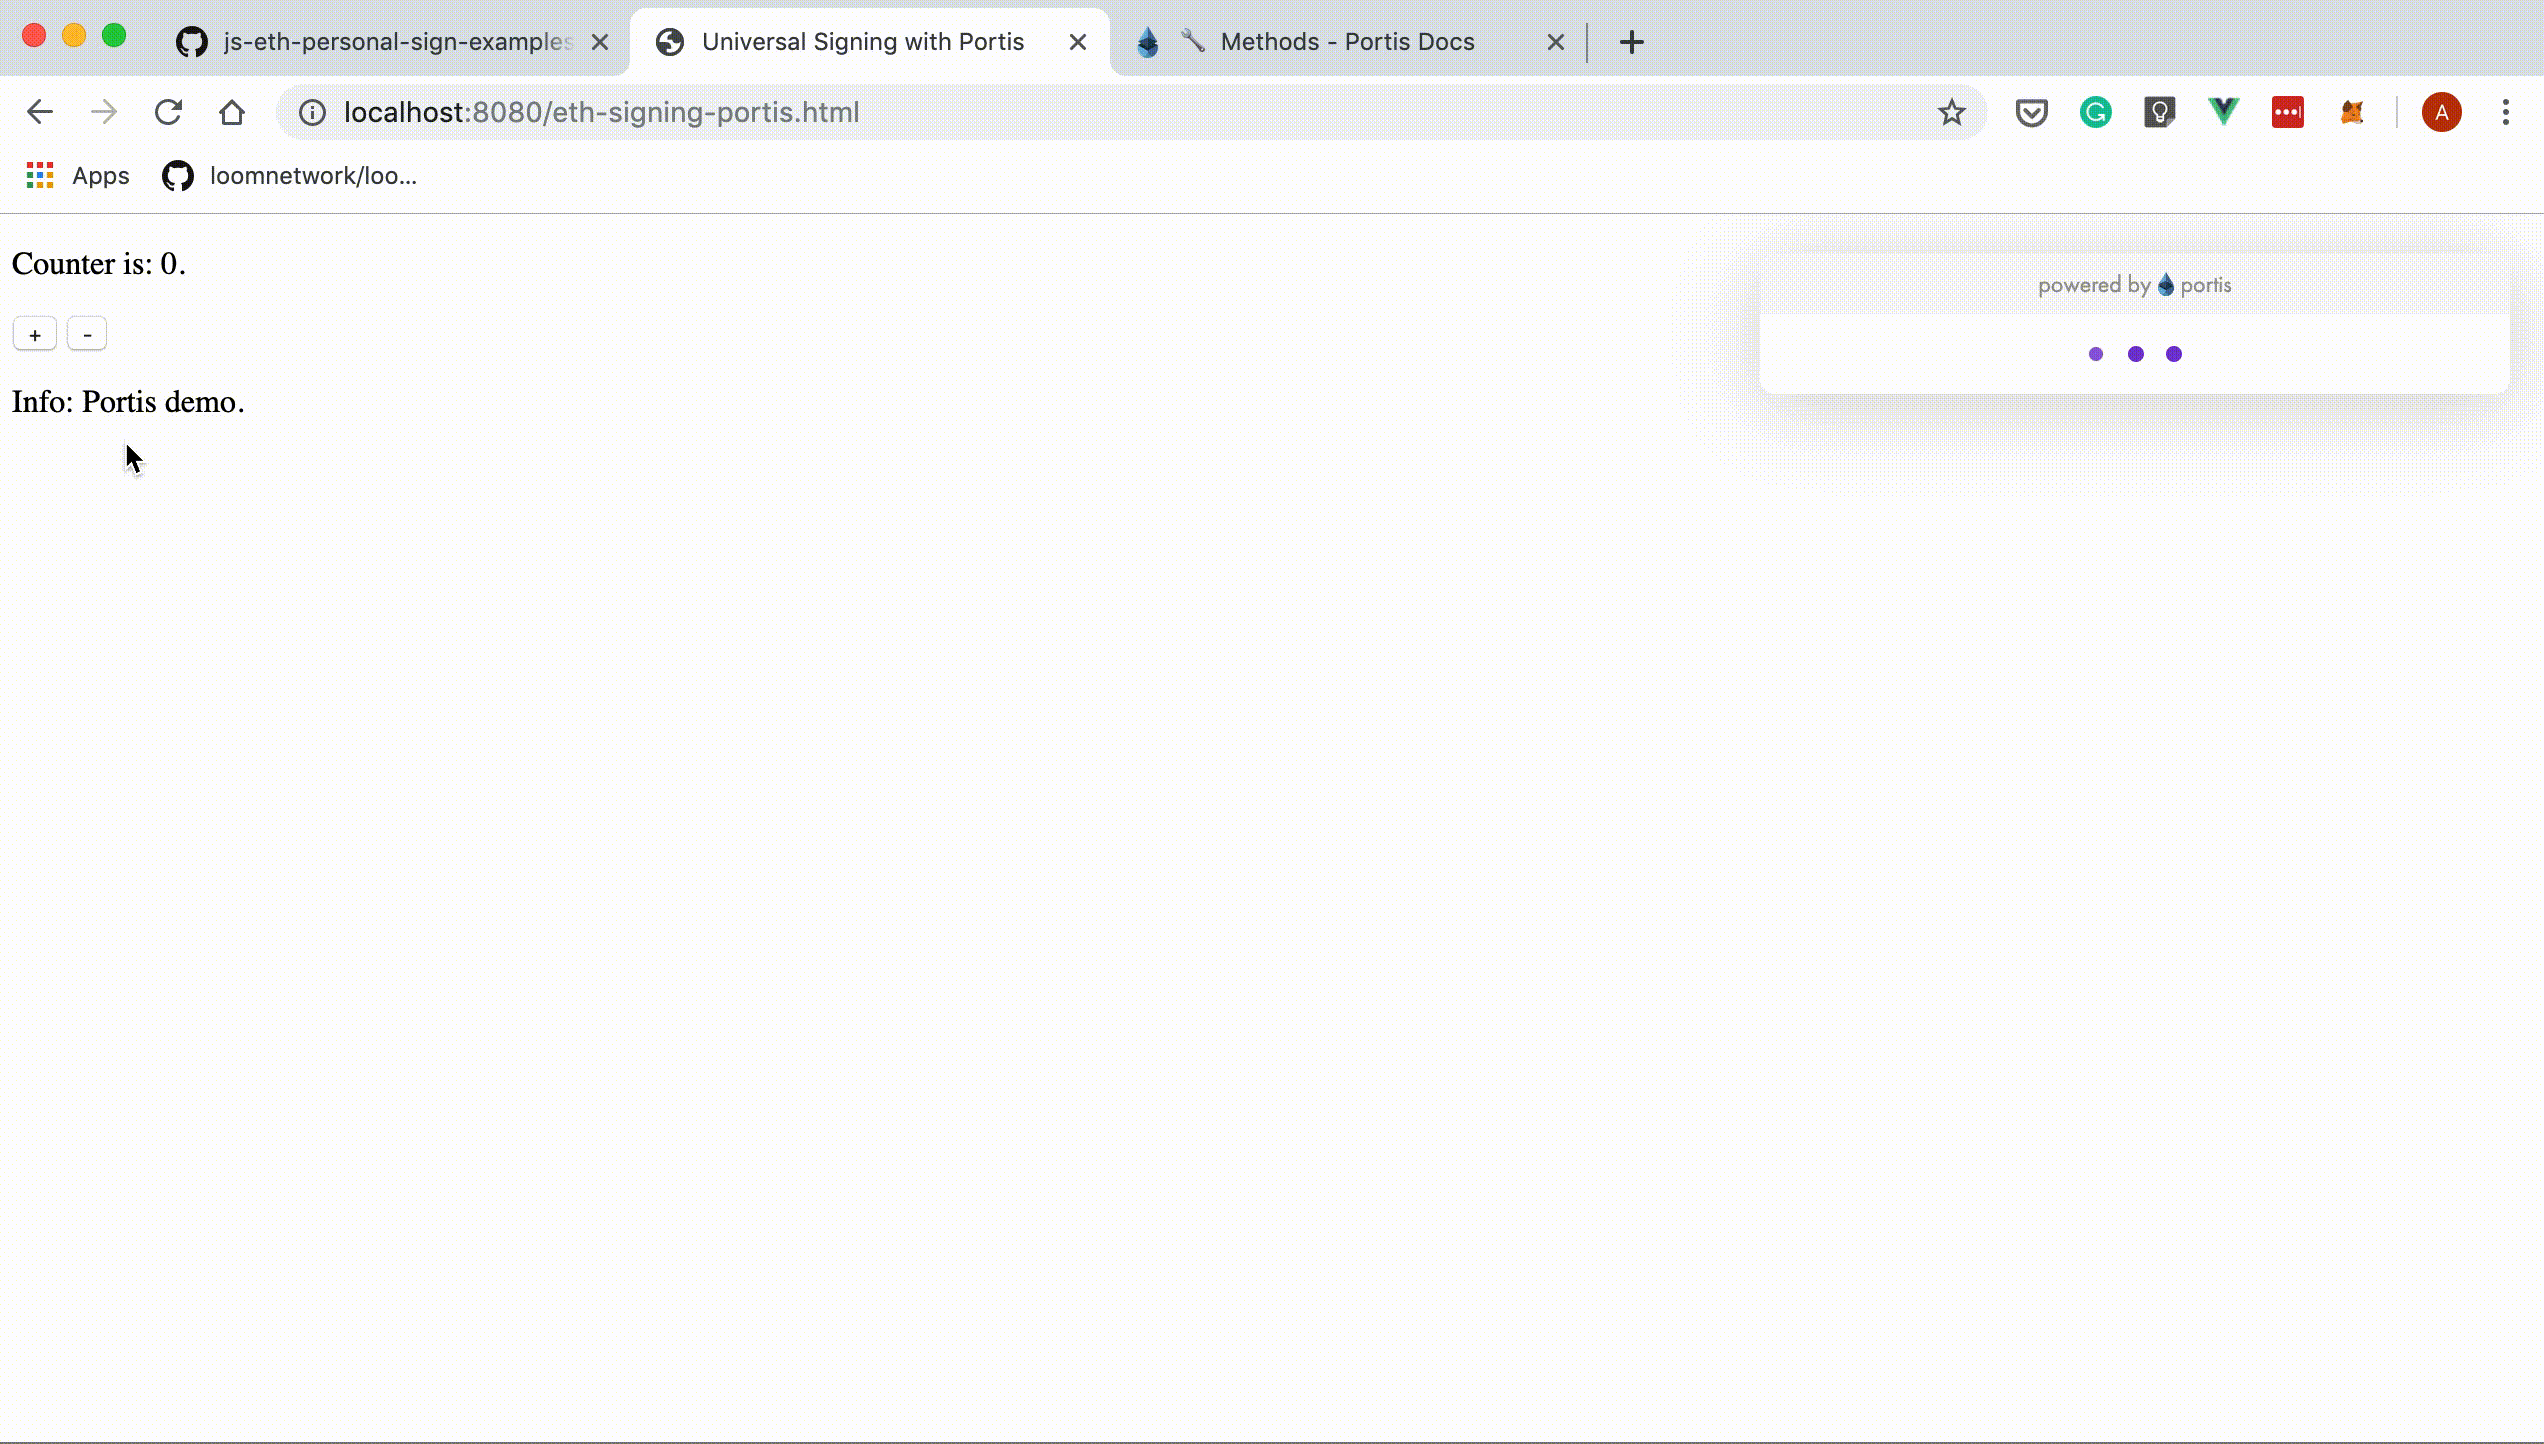 js-eth-personal-sign-examples
Universal Signing with Portis
Methods - Portis Docs
localhost:8080/eth-signing-portis.html
A
Apps
loomnetwork/loo...
Counter is: 0.
powered by portis
+ -
Info: Portis demo.